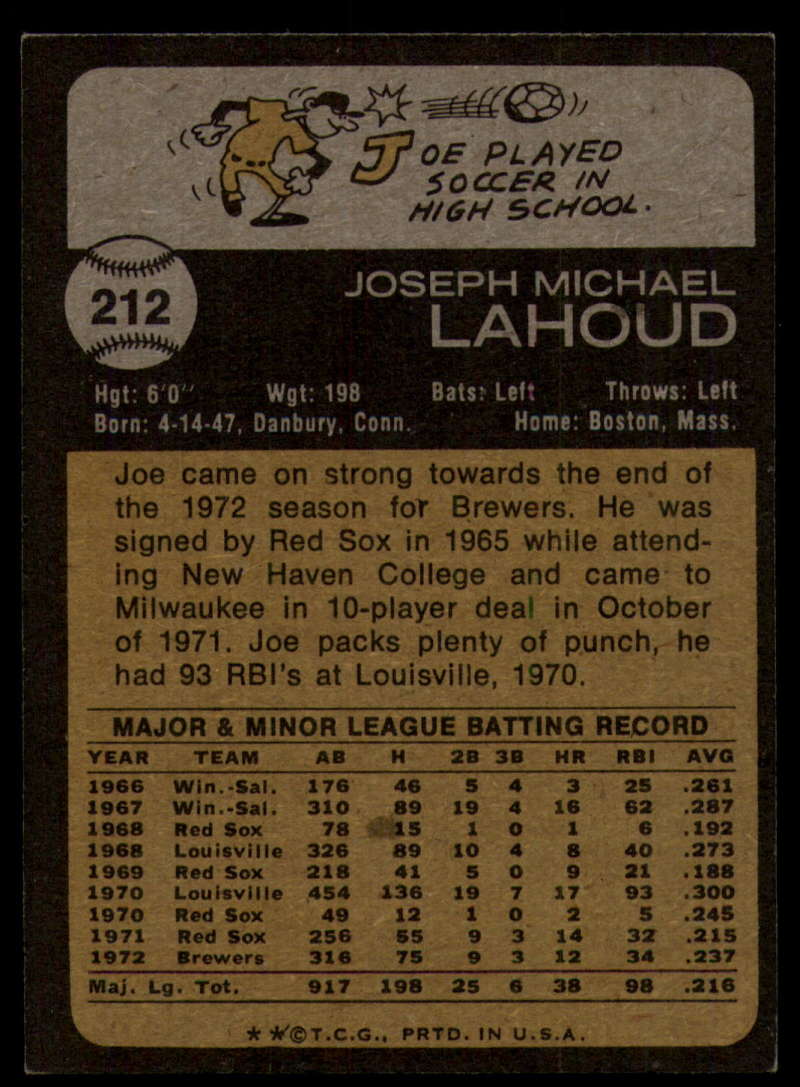 JOE PLAYED
SOCCER IN
HIGH SCHOOL.
212
JOSEPH MICHAEL
LAHOUD
Hgt: 6'0" Wgt: 198 Bats: Left Throws: Left
Born: 4-14-47, Danbury, Conn. Home: Boston, Mass.
Joe came on strong towards the end of
the 1972 season for Brewers. He was
signed by Red Sox in 1965 while attend-
ing New Haven College and came to
Milwaukee in 10-player deal in October
of 1971. Joe packs plenty of punch, he
had 93 RBI's at Louisville, 1970.
MAJOR & MINOR LEAGUE BATTING RECORD
YEAR TEAM AB H 2B 3B HR RBI AVG
1966 Win.-Sal. 176 46 5 4 3 25 .261
1967 Win.-Sal. 310 89 19 4 16 62 .287
1968 Red Sox 78 15 1 0 1 6 .192
1968 Louisville 326 89 10 4 8 40 .273
1969 Red Sox 218 41 5 0 9 21 .188
1970 Louisville 454 136 19 7 17 93 .300
1970 Red Sox 49 12 1 0 2 5 .245
1971 Red Sox 256 55 9 3 14 32 .215
1972 Brewers 316 75 9 3 12 34 .237
Maj. Lg. Tot. 917 198 25 6 38 98 .216
* *©T.C.G., PRTD. IN U.S.A.